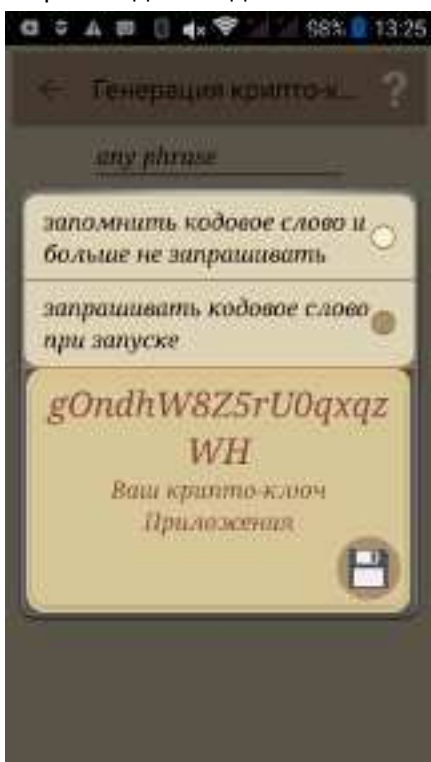 98% 13:25
← Генерация крипто-к... ?
any phrase
запомнить кодовое слово и
больше не запрашивать
запрашивать кодовое слово
при запуске
gOndhW8Z5rU0qxqz
WH
Ваш крипто-ключ
Приложения